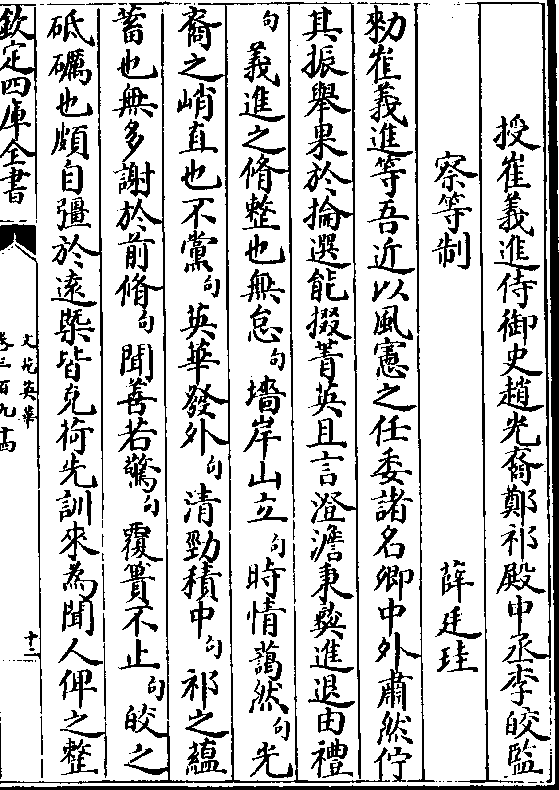 授崔義進侍御史趙光裔鄭祁殿中丞李皎監
察等制
薛廷珪
勑崔義進等吾近以風憲之任委諸名卿中外肅然佇
其振舉果於掄選能掇菁英且言澄澹秉彝進退由禮
句義進之脩整也無怠句墻岸山立句時情藹然句光
裔之峭直也不黨句英華發外句清勁積中句祁之蘊
蓄也無多謝於前脩句聞善若驚句覆簣不止句皎之
砥礪也頗自彊於遠槩皆克荷先訓來為聞人俾之整
欽定四庫全書
文苑英華
卷三百九十四
十二